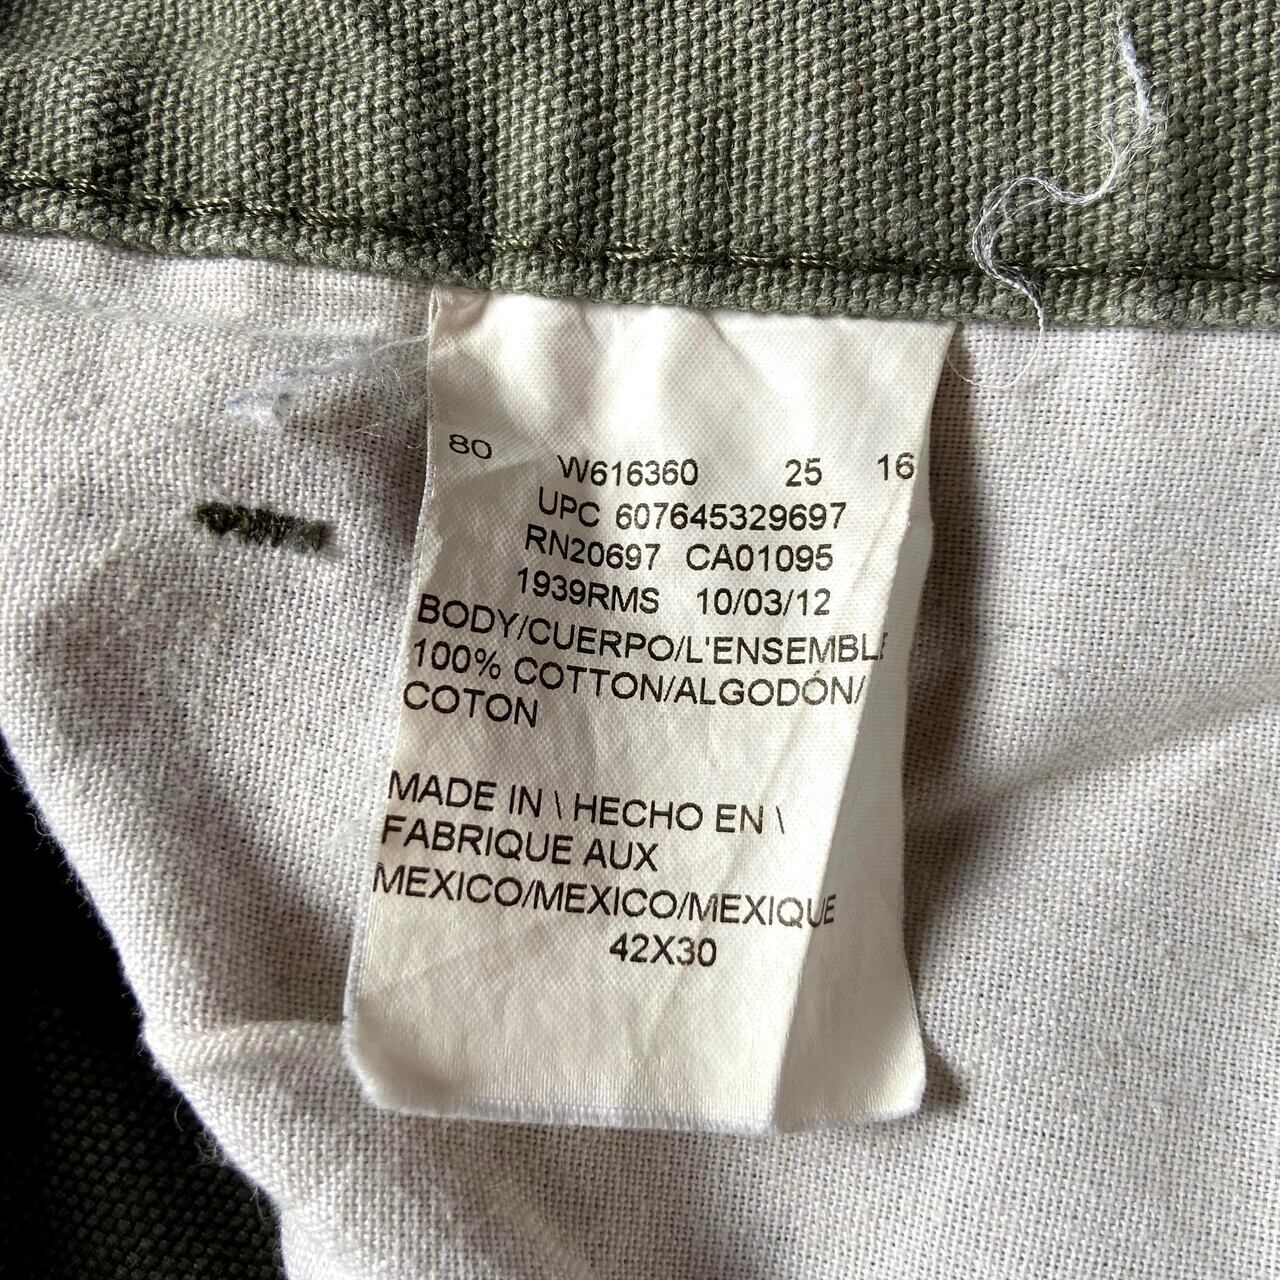 80 W616360 25 16
UPC 607645329697
RN20697 CA01095
1939RMS 10/03/12
BODY/CUERPO/L'ENSEMBLE
100% COTTON/ALGODÓN/
COTON
MADE IN \ HECHO EN \
FABRIQUE AUX
MEXICO/MEXICO/MEXIQUE
42X30